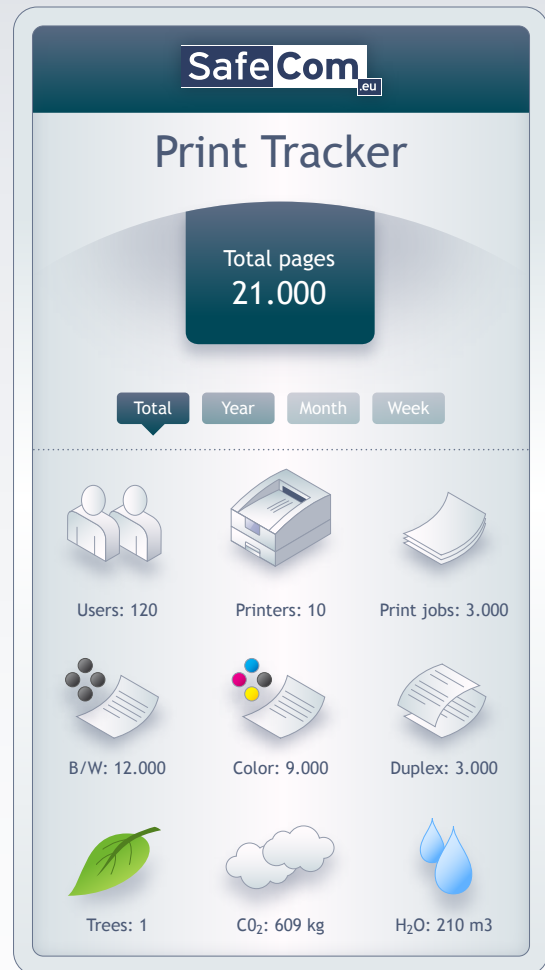 SafeCom
.eu
Print Tracker
Total pages
21.000
Total Year Month Week
Users: 120 Printers: 10 Print jobs: 3.000
B/W: 12.000 Color: 9.000 Duplex: 3.000
Trees: 1 C0₂: 609 kg H₂O: 210 m3